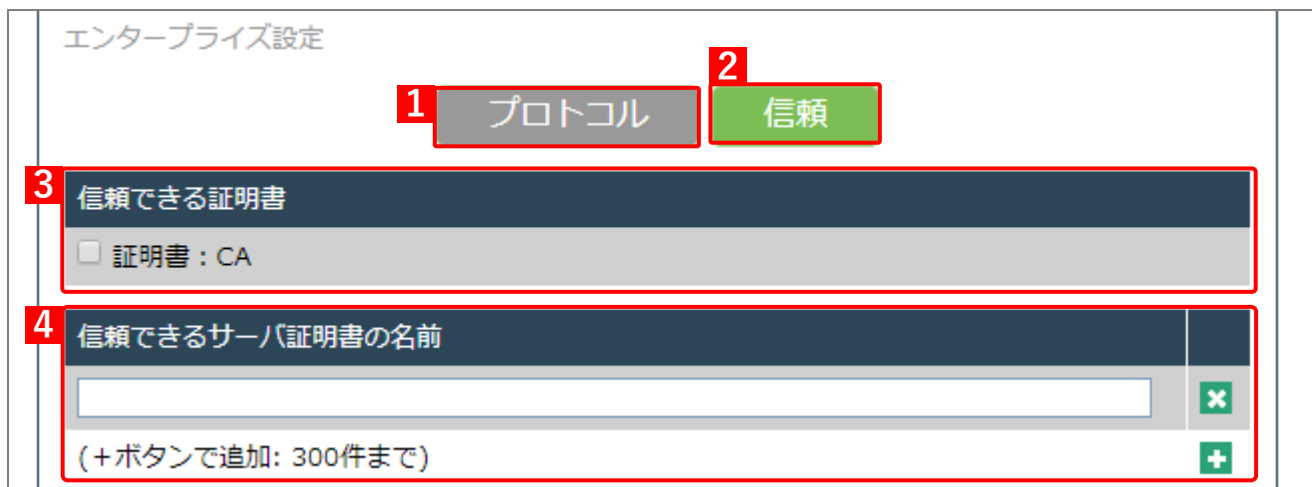 エンタープライズ設定
2
1 プロトコル 信頼
3 信頼できる証明書
証明書：CA
4 信頼できるサーバ証明書の名前
(+ボタンで追加: 300件まで)